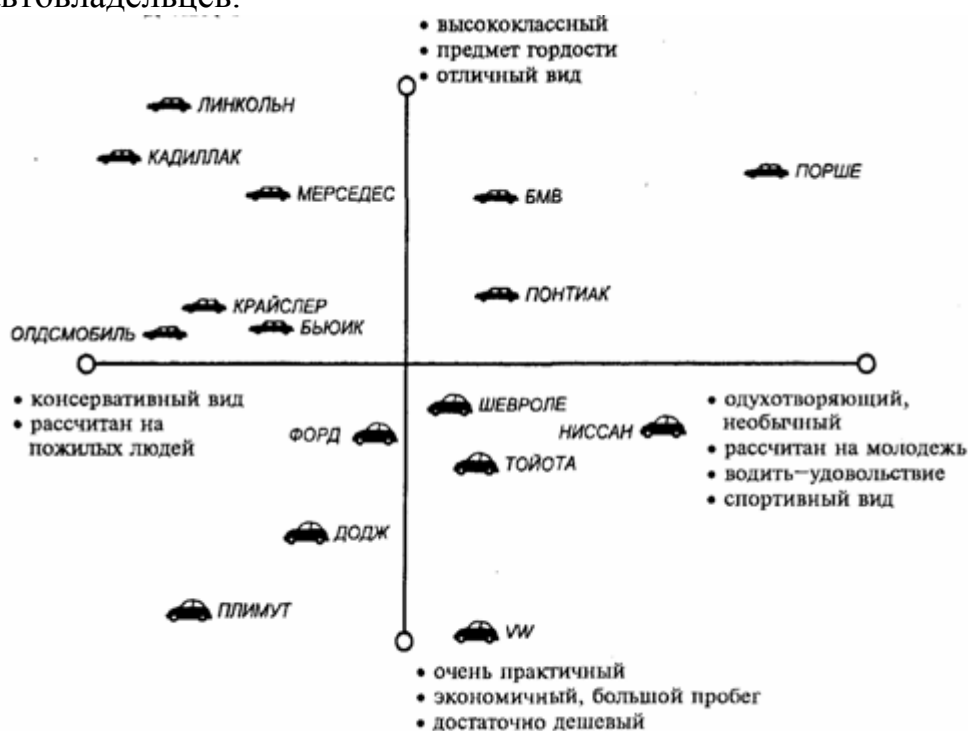 автовладельцев.
• высококлассный
• предмет гордости
• отличный вид
ЛИНКОЛЬН
КАДИЛЛАК
ПОРШЕ
МЕРСЕДЕС
БМВ
ПОНТИАК
КРАЙСЛЕР
ОЛДСМОБИЛЬ
БЬЮИК
• консервативный вид
• рассчитан на
пожилых людей
ШЕВРОЛЕ
ФОРД
НИССАН
ТОЙОТА
• одухотворяющий,
необычный
• рассчитан на молодежь
• водить—удовольствие
• спортивный вид
ДОДЖ
ПЛИМУТ
VW
• очень практичный
• экономичный, большой пробег
• достаточно дешевый